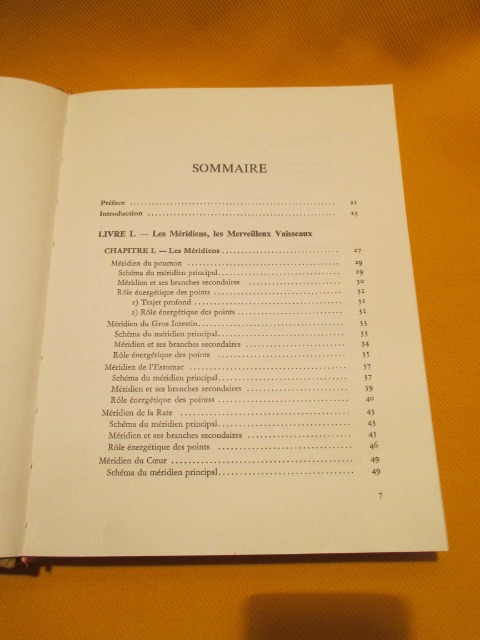 SOMMAIRE
Préface 21
Introduction 23
LIVRE I. — Les Méridiens, les Merveilleux Vaisseaux
CHAPITRE I. — Les Méridiens 27
Méridien du poumon 29
Schéma du méridien principal 29
Méridien et ses branches secondaires 30
Rôle énergétique des points 31
1) Trajet profond 31
2) Rôle énergétique des points 31
Méridien du Gros Intestin 33
Schéma du méridien principal 33
Méridien et ses branches secondaires 34
Rôle énergétique des points 35
Méridien de l'Estomac 37
Schéma du méridien principal 37
Méridien et ses branches secondaires 39
Rôle énergétique des pointss 40
Méridien de la Rate 43
Schéma du méridien principal 43
Méridien et ses branches secondaires 45
Rôle énergétique des points 46
Méridien du Cœur 49
Schéma du méridien principal 49
7